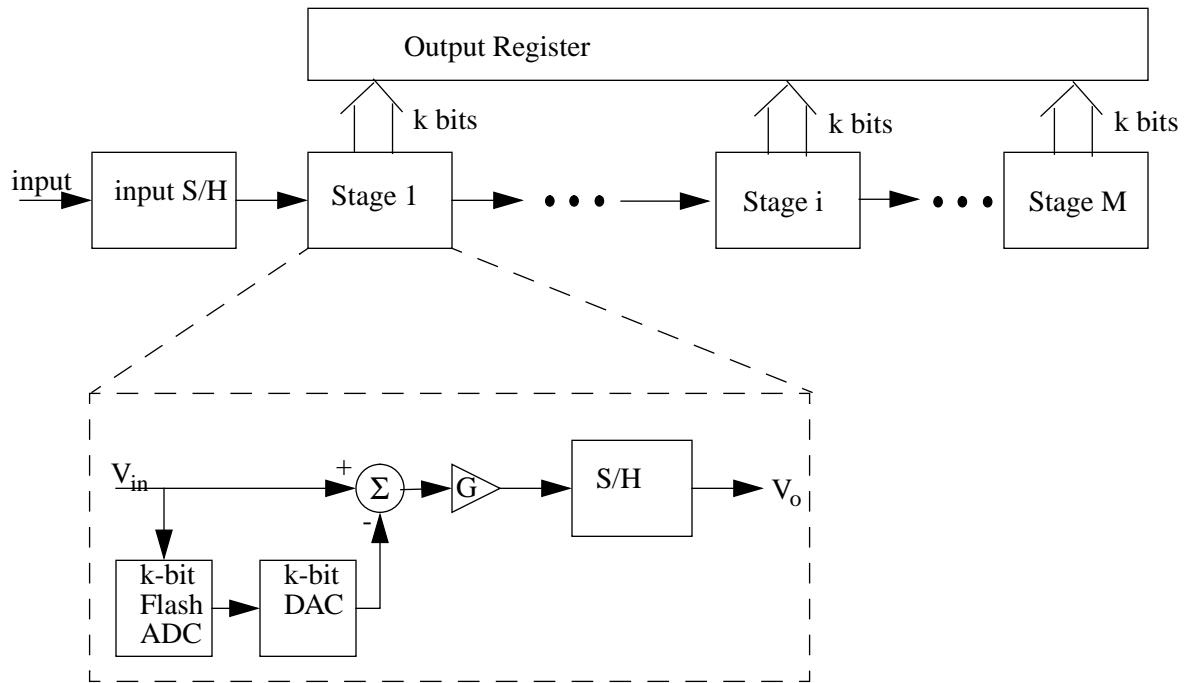 Output Register
k bits
k bits
k bits
input
input S/H
Stage 1
Stage i
Stage M
V_in
+
Σ
-
G
S/H
V_o
k-bit
Flash
ADC
k-bit
DAC